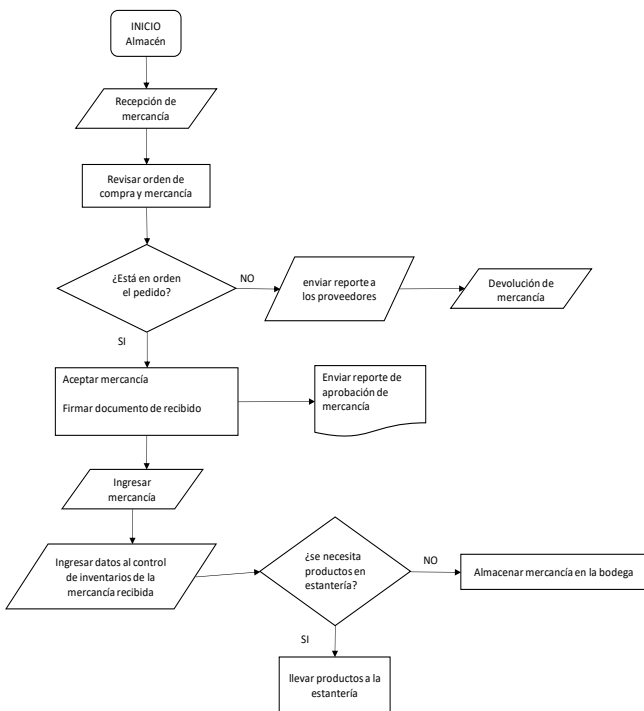 INICIO
Almacén
Recepción de
mercancía
Revisar orden de
compra y mercancía
¿Está en orden
el pedido?
NO
enviar reporte a
los proveedores
Devolución de
mercancía
SI
Aceptar mercancía
Firmar documento de recibido
Enviar reporte de
aprobación de
mercancía
Ingresar
mercancía
Ingresar datos al control
de inventarios de la
mercancía recibida
¿se necesita
productos en
estantería?
NO
Almacenar mercancía en la bodega
SI
llevar productos a la
estantería